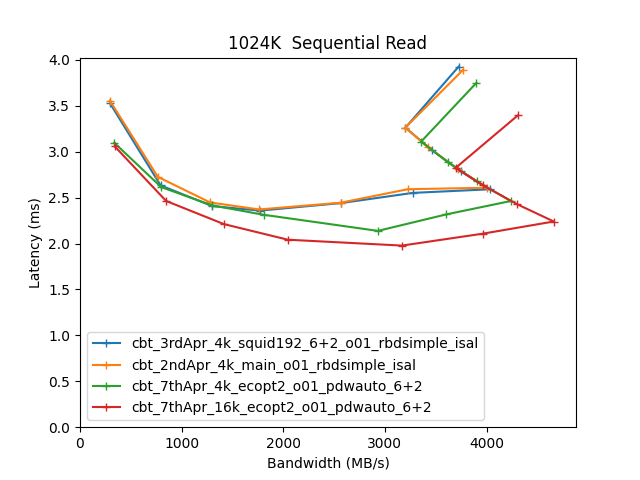 1024K  Sequential Read
4.0
3.5
3.0
2.5
2.0
1.5
1.0
0.5
0.0
Latency (ms)
cbt_3rdApr_4k_squid192_6+2_o01_rbdsimple_isal
cbt_2ndApr_4k_main_o01_rbdsimple_isal
cbt_7thApr_4k_ecopt2_o01_pdwauto_6+2
cbt_7thApr_16k_ecopt2_o01_pdwauto_6+2
0 1000 2000 3000 4000
Bandwidth (MB/s)